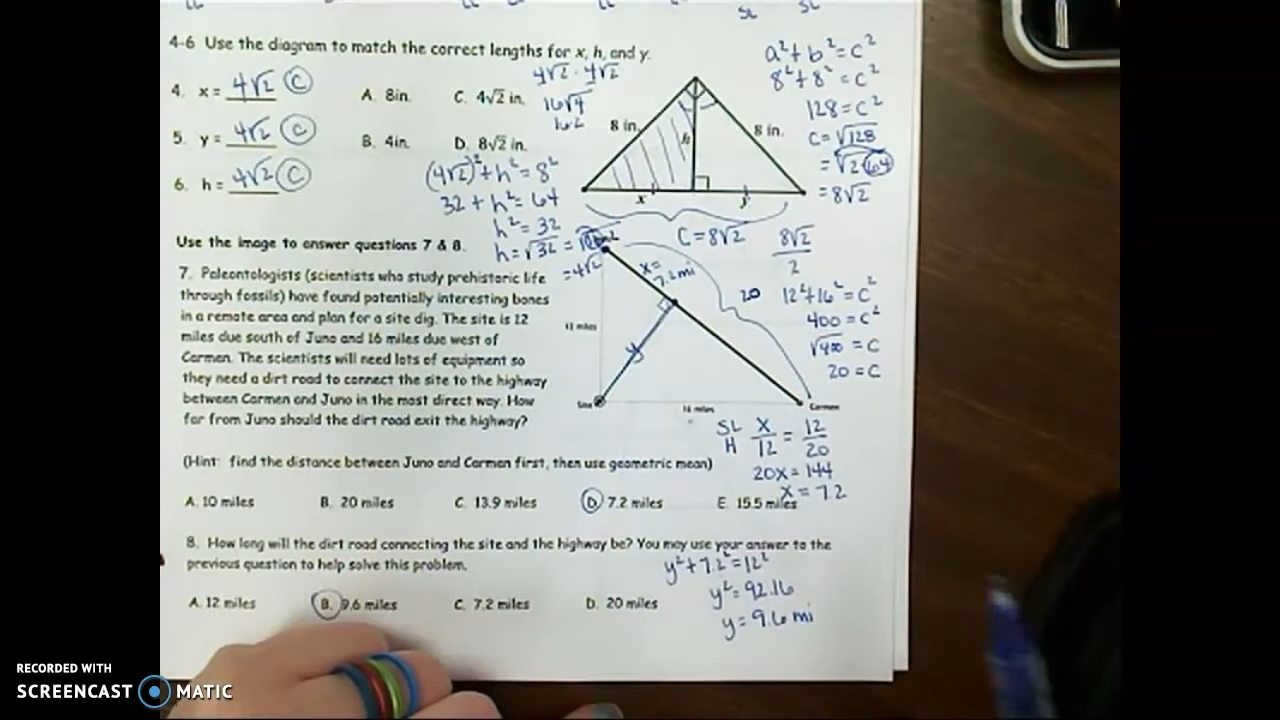 SL SL
4-6 Use the diagram to match the correct lengths for x, h, and y.
4. x = 4√2 C
A. 8in. C. 4√2 in.
5. y = 4√2 C
B. 4in. D. 8√2 in.
6. h = 4√2 C
4√2 · 4√2
16√4
16·2
(4√2)² + h² = 8²
32 + h² = 64
h² = 32
h = √32 =
= 4√2
8 in. 8 in.
h
x y
C = 8√2
8√2
2
a² + b² = c²
8² + 8² = c²
128 = c²
c = √128
= √2·64
= 8√2
Use the image to answer questions 7 & 8.
7. Paleontologists (scientists who study prehistoric life
through fossils) have found potentially interesting bones
in a remote area and plan for a site dig. The site is 12
miles due south of Juno and 16 miles due west of
Carmen. The scientists will need lots of equipment so
they need a dirt road to connect the site to the highway
between Carmen and Juno in the most direct way. How
far from Juno should the dirt road exit the highway?
x =
7.2 mi
20
12 miles
y
Site
16 miles
Carmen
12² + 16² = c²
400 = c²
√400 = c
20 = c
SL x = 12
H 12 20
20x = 144
x = 7.2
(Hint: find the distance between Juno and Carmen first, then use geometric mean)
A. 10 miles B. 20 miles C. 13.9 miles D. 7.2 miles E. 15.5 miles
8. How long will the dirt road connecting the site and the highway be? You may use your answer to the
previous question to help solve this problem.
A. 12 miles B. 9.6 miles C. 7.2 miles D. 20 miles
y² + 7.2² = 12²
y² = 92.16
y = 9.6 mi
RECORDED WITH
SCREENCAST MATIC